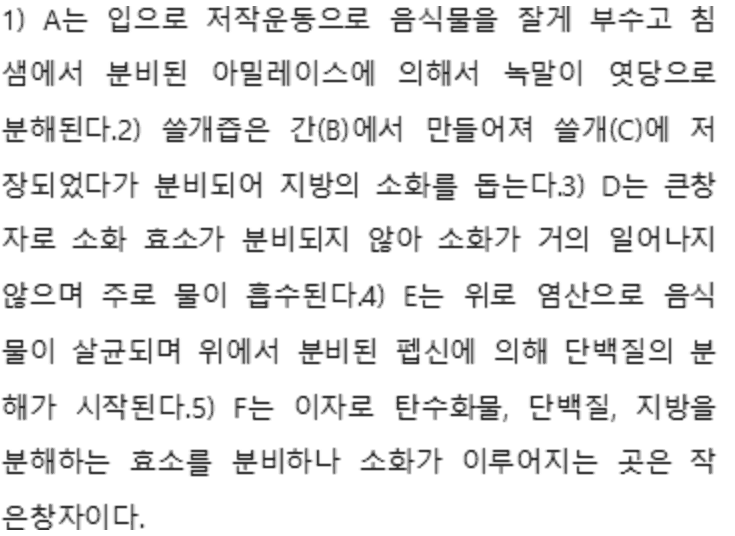 1) A는 입으로 저작운동으로 음식물을 잘게 부수고 침
샘에서 분비된 아밀레이스에 의해서 녹말이 엿당으로
분해된다.2) 쓸개즙은 간(B)에서 만들어져 쓸개(C)에 저
장되었다가 분비되어 지방의 소화를 돕는다.3) D는 큰창
자로 소화 효소가 분비되지 않아 소화가 거의 일어나지
않으며 주로 물이 흡수된다.4) E는 위로 염산으로 음식
물이 살균되며 위에서 분비된 펩신에 의해 단백질의 분
해가 시작된다.5) F는 이자로 탄수화물, 단백질, 지방을
분해하는 효소를 분비하나 소화가 이루어지는 곳은 작
은창자이다.